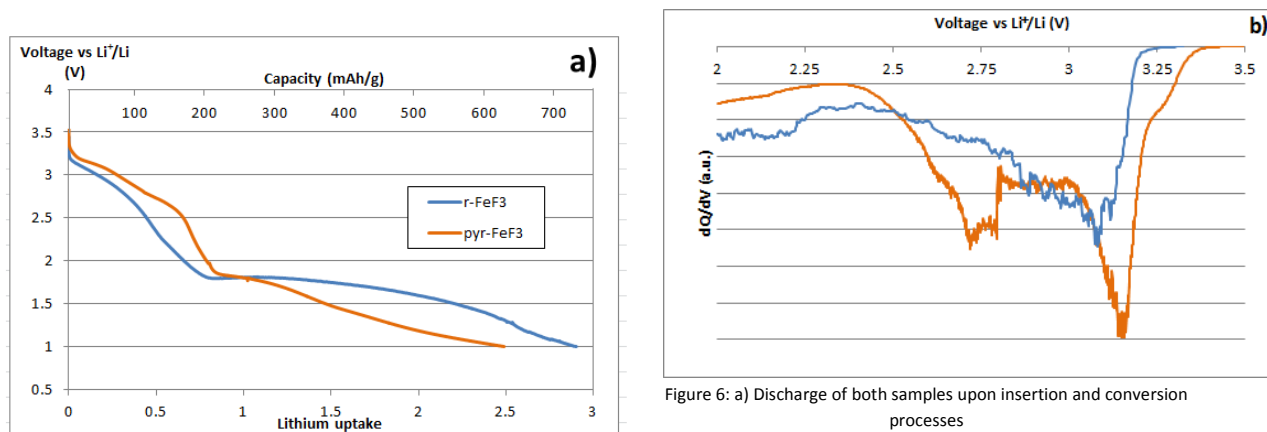 Voltage vs Li⁺/Li
(V)
a)
Capacity (mAh/g)
100 200 300 400 500 600 700
4
3.5
3
2.5
2
1.5
1
0.5
r-FeF3
pyr-FeF3
0 0.5 1 1.5 2 2.5 3
Lithium uptake
Voltage vs Li⁺/Li (V)
b)
2 2.25 2.5 2.75 3 3.25 3.5
dQ/dV (a.u.)
Figure 6: a) Discharge of both samples upon insertion and conversion
processes